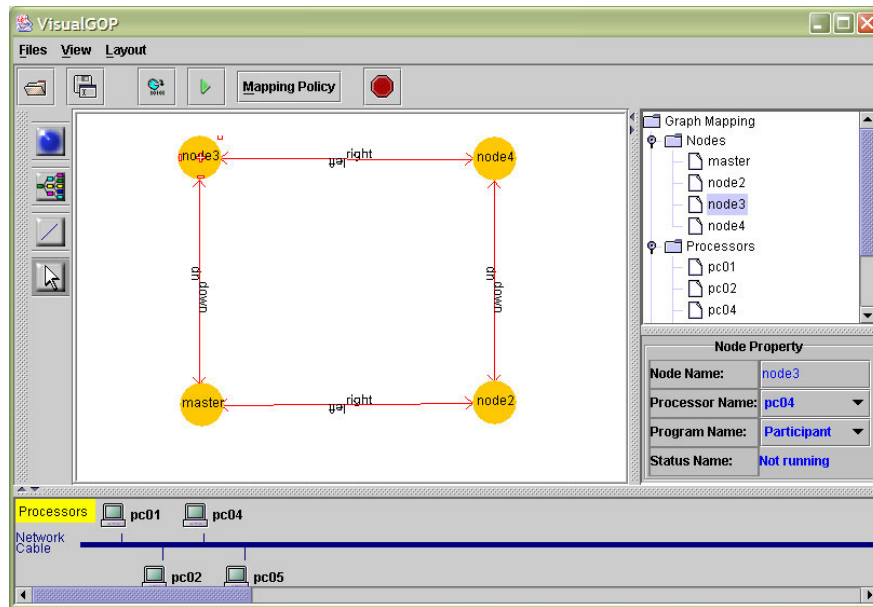 VisualGOP
Files View Layout
Mapping Policy
node3
right
left
node4
up
down
up
down
master
right
left
node2
Graph Mapping
Nodes
master
node2
node3
node4
Processors
pc01
pc02
pc04
Node Property
Node Name: node3
Processor Name: pc04
Program Name: Participant
Status Name: Not running
Processors
pc01
pc04
Network
Cable
pc02
pc05